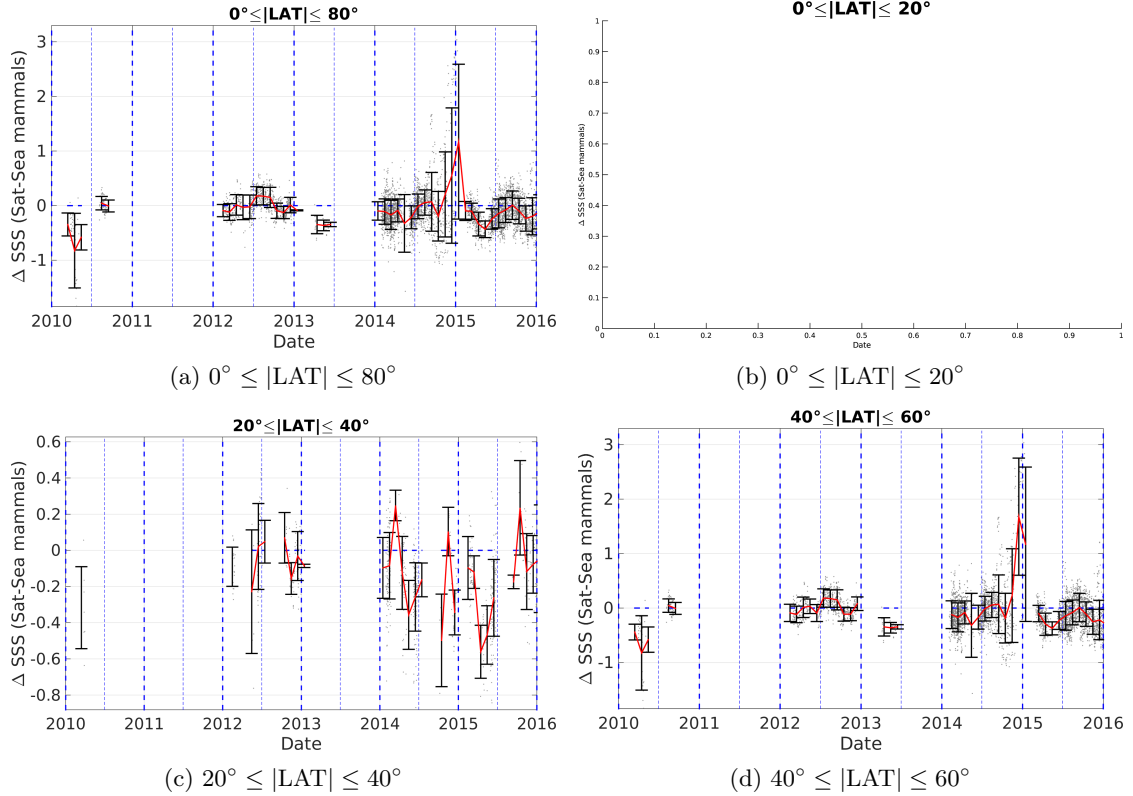 0°≤|LAT|≤ 80°
Δ SSS (Sat-Sea mammals)
3
2
1
0
-1
2010 2011 2012 2013 2014 2015 2016
Date
(a) 0° ≤ |LAT| ≤ 80°
0°≤|LAT|≤ 20°
Δ SSS (Sat-Sea mammals)
1
0.9
0.8
0.7
0.6
0.5
0.4
0.3
0.2
0.1
0
0 0.1 0.2 0.3 0.4 0.5 0.6 0.7 0.8 0.9 1
Date
(b) 0° ≤ |LAT| ≤ 20°
20°≤|LAT|≤ 40°
Δ SSS (Sat-Sea mammals)
0.6
0.4
0.2
0
-0.2
-0.4
-0.6
-0.8
2010 2011 2012 2013 2014 2015 2016
Date
(c) 20° ≤ |LAT| ≤ 40°
40°≤|LAT|≤ 60°
Δ SSS (Sat-Sea mammals)
3
2
1
0
-1
2010 2011 2012 2013 2014 2015 2016
Date
(d) 40° ≤ |LAT| ≤ 60°